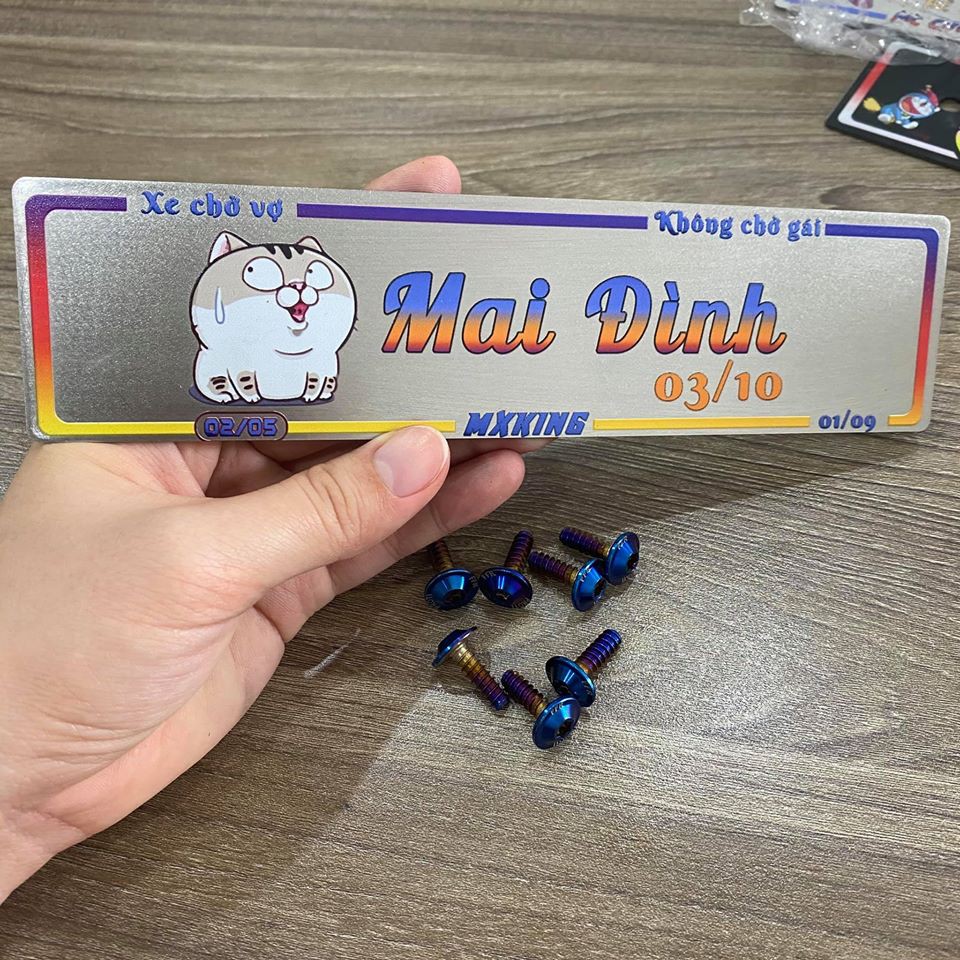 Xe chở vợ
Không chở gái
Mai Đình
03/10
02/05
MXKING
01/09